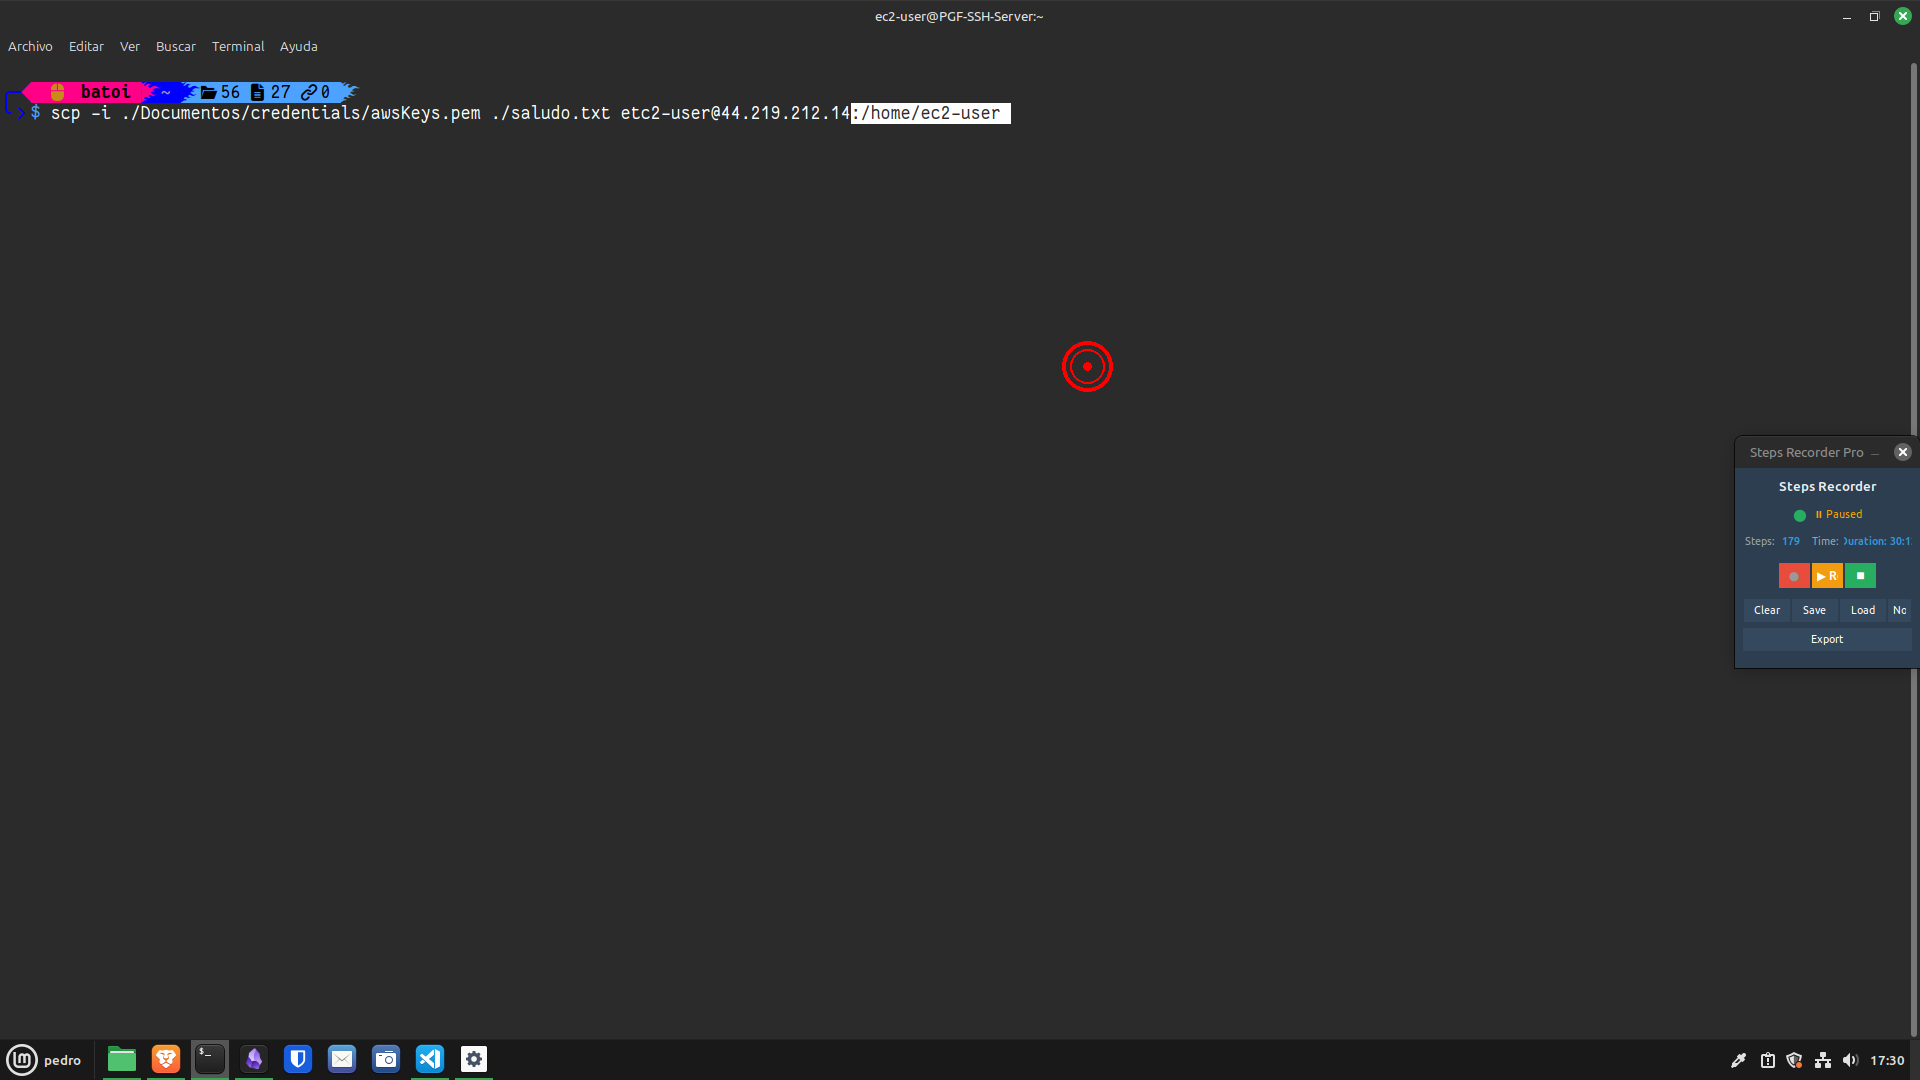 ec2-user@PGF-SSH-Server:~
Archivo Editar Ver Buscar Terminal Ayuda
batoi ~ 56 27 0
$ scp -i ./Documentos/credentials/awsKeys.pem ./saludo.txt etc2-user@44.219.212.14:/home/ec2-user
Steps Recorder Pro
Steps Recorder
Paused
Steps: 179 Time: Duration: 30:1
R
Clear Save Load No
Export
pedro
$_
17:30